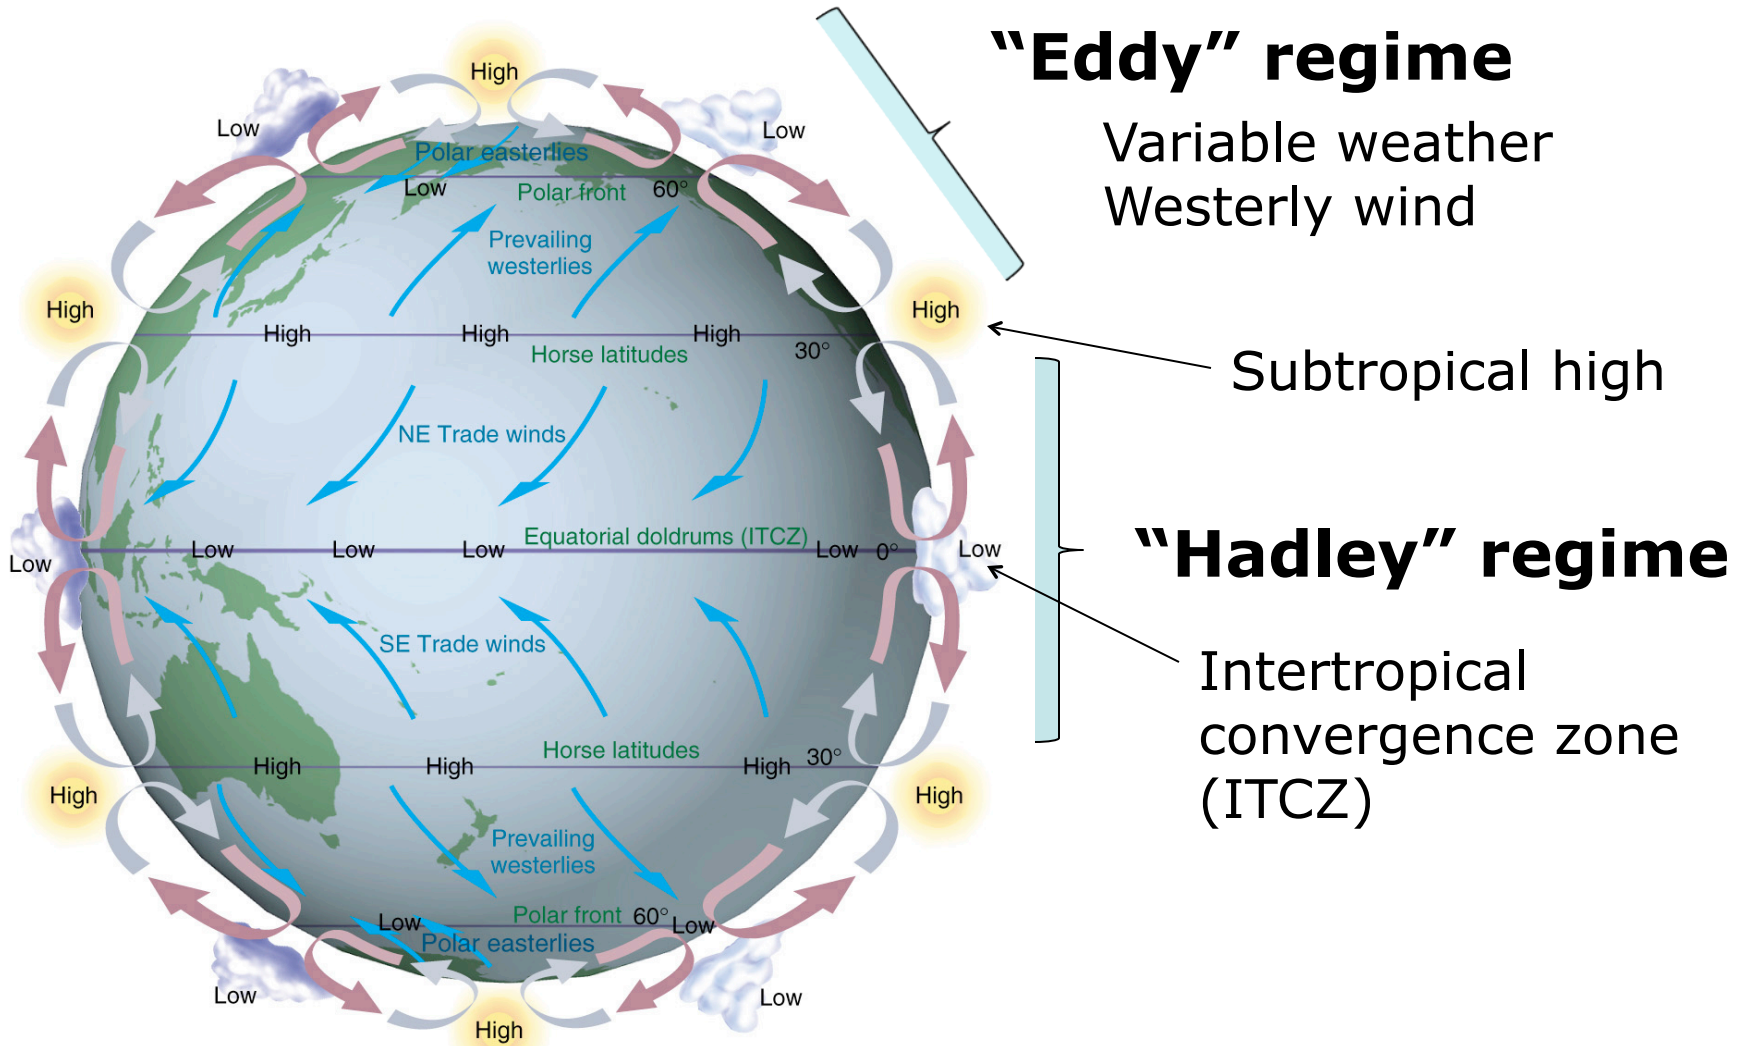 “Eddy” regime
Variable weather
Westerly wind
High
Low
Low
Polar easterlies
Low
Polar front
60°
Prevailing
westerlies
High
High
High
High
High
Horse latitudes
30°
Subtropical high
NE Trade winds
“Hadley” regime
Equatorial doldrums (ITCZ)
Low
Low
Low
Low
Low
0°
Low
SE Trade winds
Intertropical
convergence zone
(ITCZ)
Horse latitudes
30°
High
High
High
High
High
Prevailing
westerlies
Polar front
60°
Low
Low
Polar easterlies
Low
Low
High